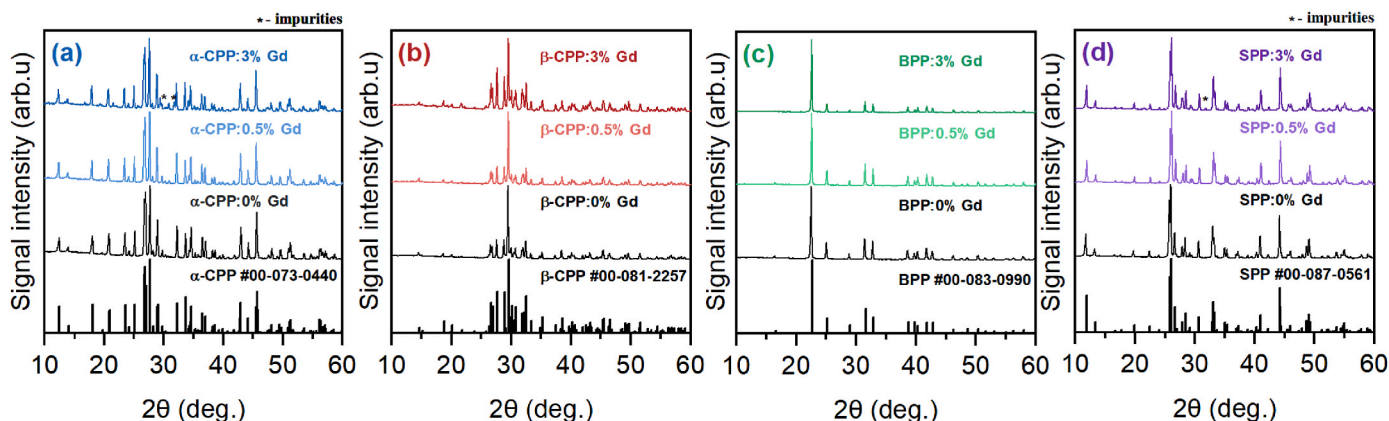 *- impurities
*- impurities
(a)
α-CPP:3% Gd
* *
α-CPP:0.5% Gd
α-CPP:0% Gd
α-CPP #00-073-0440
Signal intensity (arb.u)
10 20 30 40 50 60
2θ (deg.)
(b)
β-CPP:3% Gd
β-CPP:0.5% Gd
β-CPP:0% Gd
β-CPP #00-081-2257
Signal intensity (arb.u)
10 20 30 40 50 60
2θ (deg.)
(c)
BPP:3% Gd
BPP:0.5% Gd
BPP:0% Gd
BPP #00-083-0990
Signal intensity (arb.u)
10 20 30 40 50 60
2θ (deg.)
(d)
SPP:3% Gd
*
SPP:0.5% Gd
SPP:0% Gd
SPP #00-087-0561
Signal intensity (arb.u)
10 20 30 40 50 60
2θ (deg.)